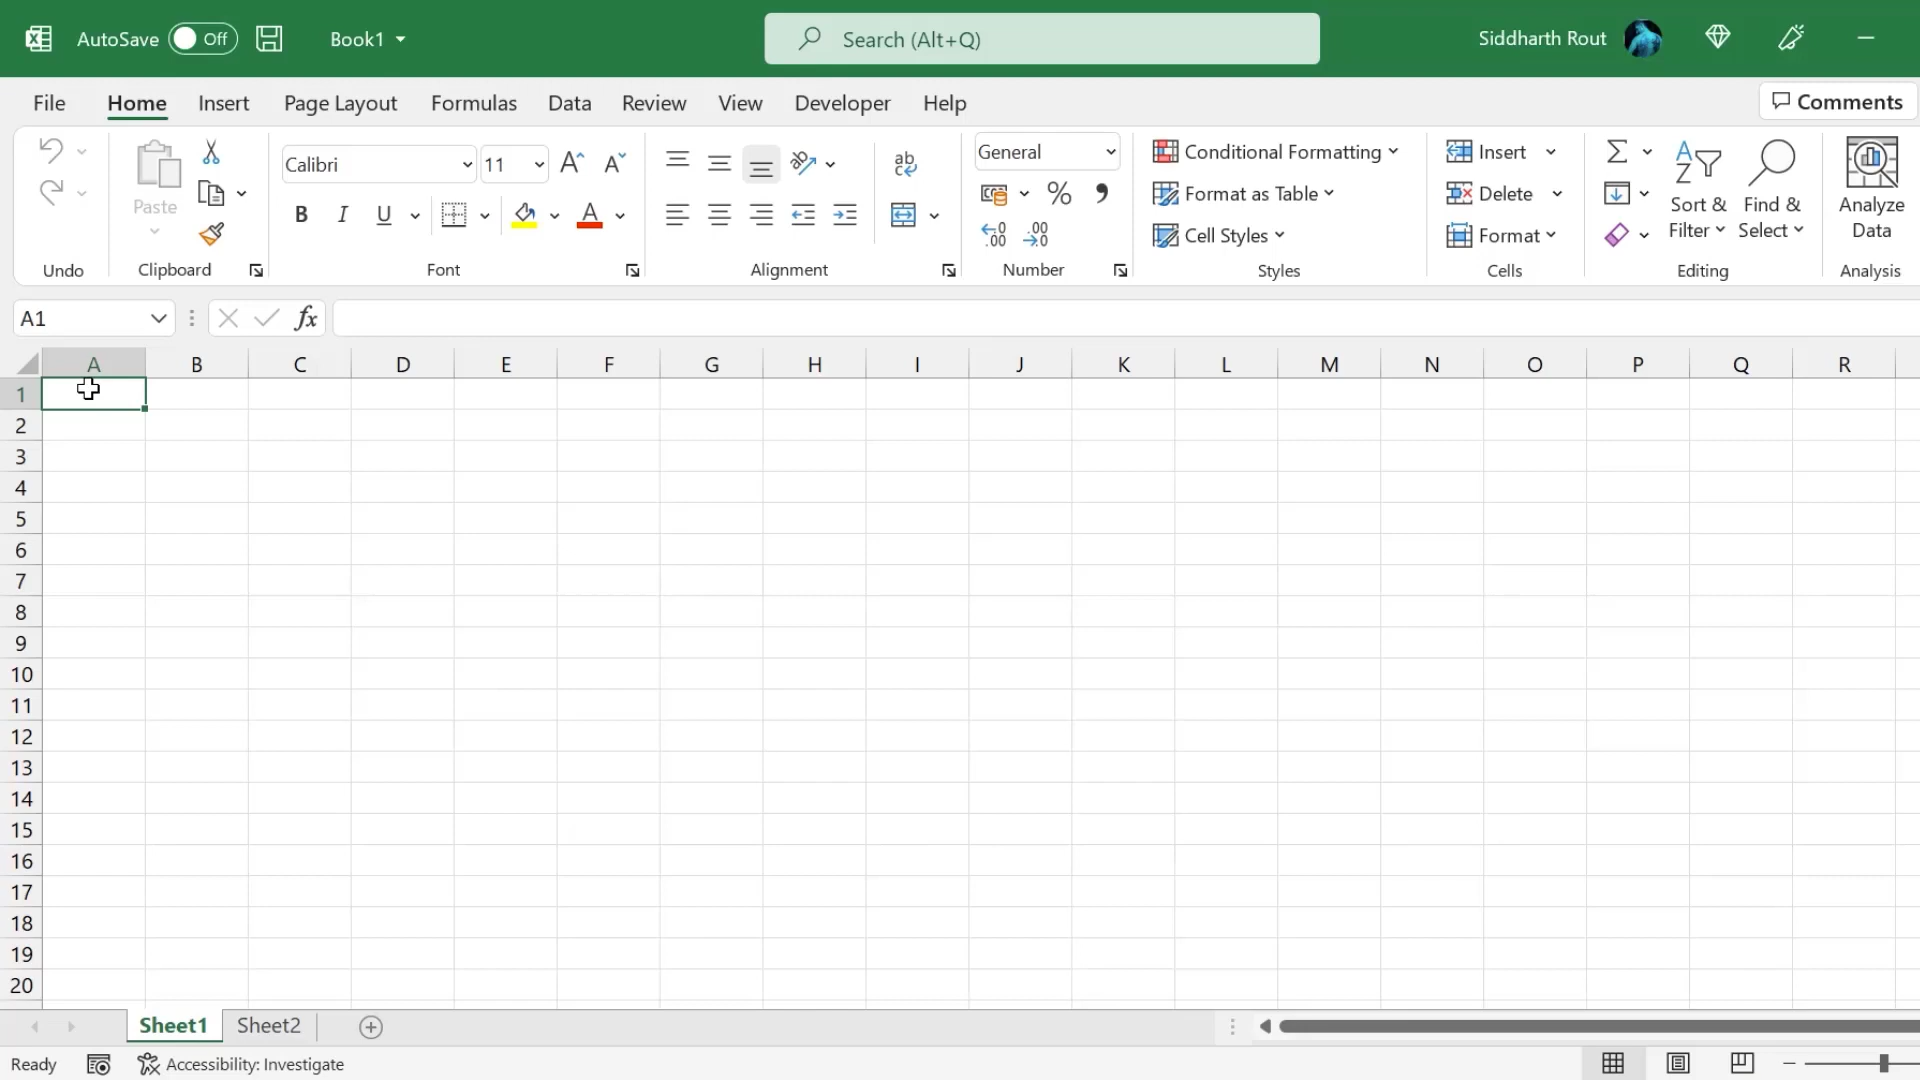 AutoSave Off Book1 Search (Alt+Q) Siddharth Rout
File Home Insert Page Layout Formulas Data Review View Developer Help Comments
Paste
Calibri 11
B I U A
ab
General
% ,
Conditional Formatting
Format as Table
Cell Styles
Insert
Delete
Format
Σ
Sort & Filter
Find & Select
Analyze Data
Undo Clipboard Font Alignment Number Styles Cells Editing Analysis
A1 fx
A B C D E F G H I J K L M N O P Q R
1
2
3
4
5
6
7
8
9
10
11
12
13
14
15
16
17
18
19
20
Sheet1 Sheet2
Ready Accessibility: Investigate